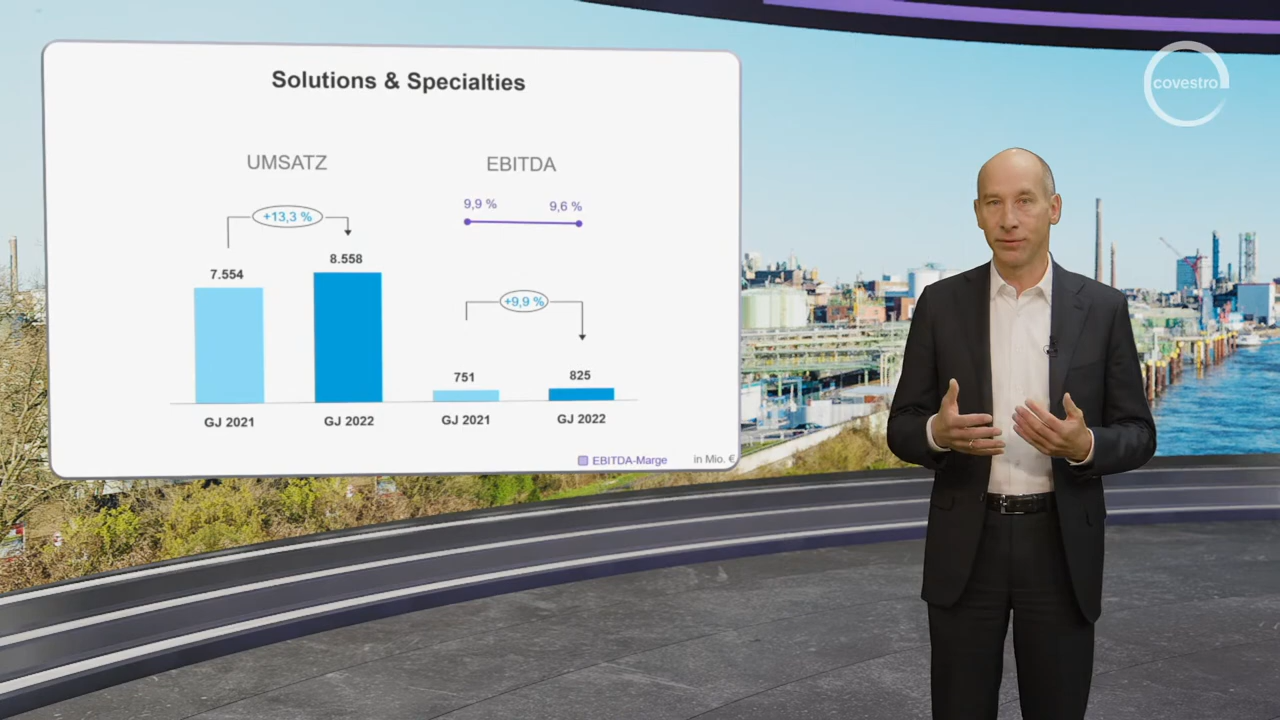 Solutions & Specialties
UMSATZ
EBITDA
+13,3 %
9,9 %
9,6 %
7.554
8.558
+9,9 %
751
825
GJ 2021
GJ 2022
GJ 2021
GJ 2022
EBITDA-Marge
in Mio. €
covestro